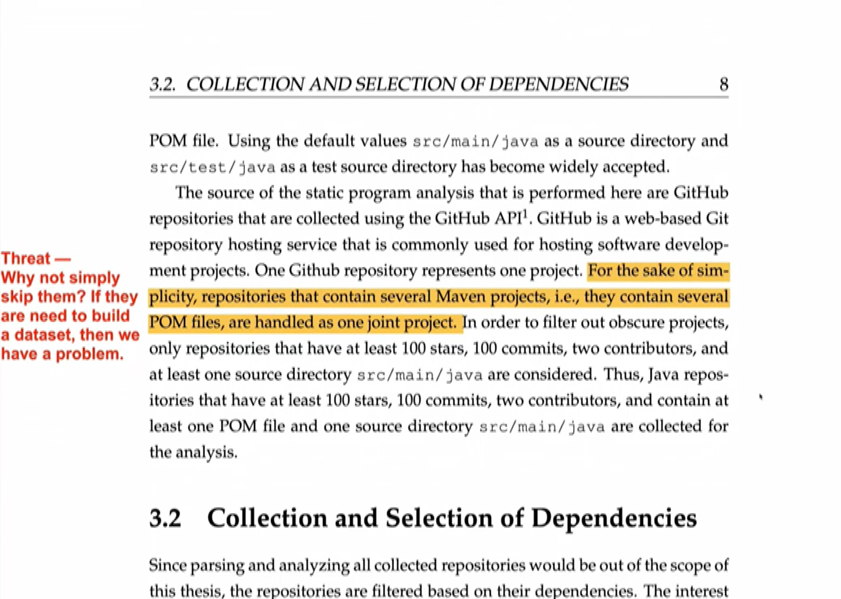 3.2. COLLECTION AND SELECTION OF DEPENDENCIES 8
POM file. Using the default values src/main/java as a source directory and
src/test/java as a test source directory has become widely accepted.
The source of the static program analysis that is performed here are GitHub
repositories that are collected using the GitHub API¹. GitHub is a web-based Git
repository hosting service that is commonly used for hosting software develop-
ment projects. One Github repository represents one project. For the sake of sim-
plicity, repositories that contain several Maven projects, i.e., they contain several
POM files, are handled as one joint project. In order to filter out obscure projects,
only repositories that have at least 100 stars, 100 commits, two contributors, and
at least one source directory src/main/java are considered. Thus, Java repos-
itories that have at least 100 stars, 100 commits, two contributors, and contain at
least one POM file and one source directory src/main/java are collected for
the analysis.
Threat —
Why not simply
skip them? If they
are need to build
a dataset, then we
have a problem.
3.2 Collection and Selection of Dependencies
Since parsing and analyzing all collected repositories would be out of the scope of
this thesis, the repositories are filtered based on their dependencies. The interest